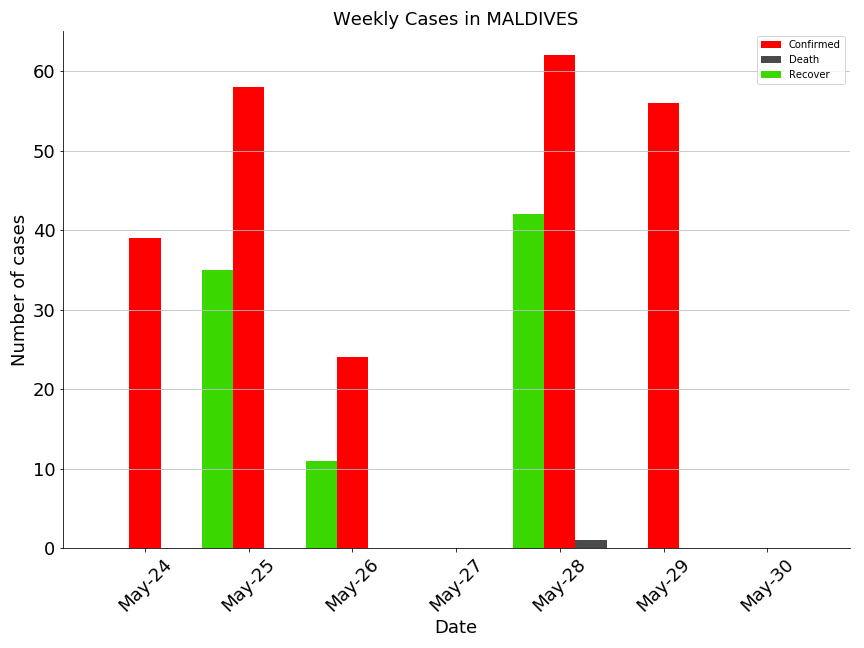 Weekly Cases in MALDIVES
Confirmed
Death
Recover
Number of cases
60
50
40
30
20
10
0
May-24
May-25
May-26
May-27
May-28
May-29
May-30
Date